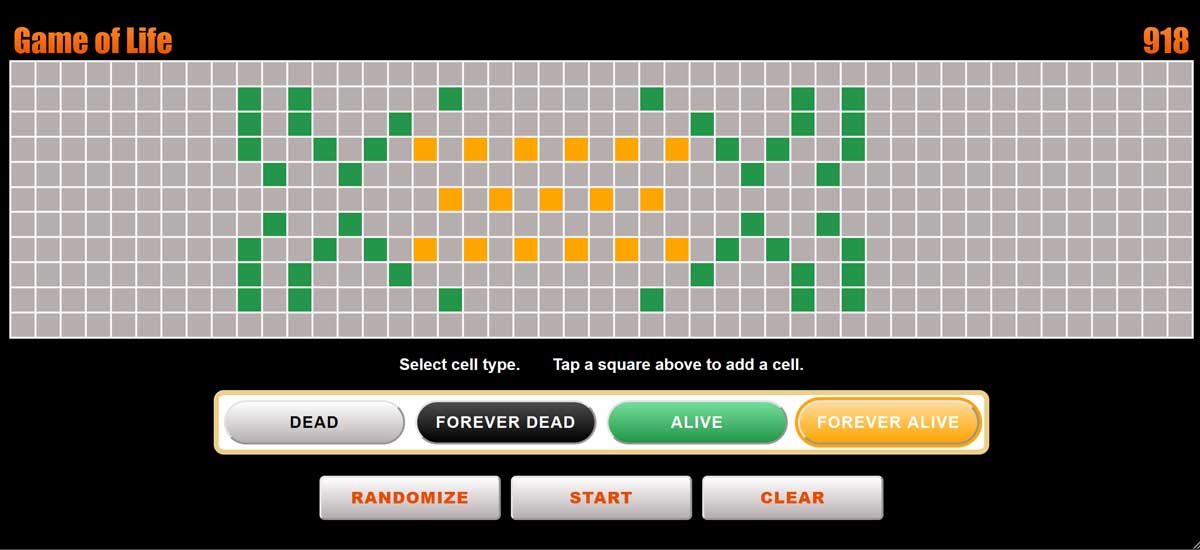 Game of Life 918
Select cell type. Tap a square above to add a cell.
DEAD FOREVER DEAD ALIVE FOREVER ALIVE
RANDOMIZE START CLEAR